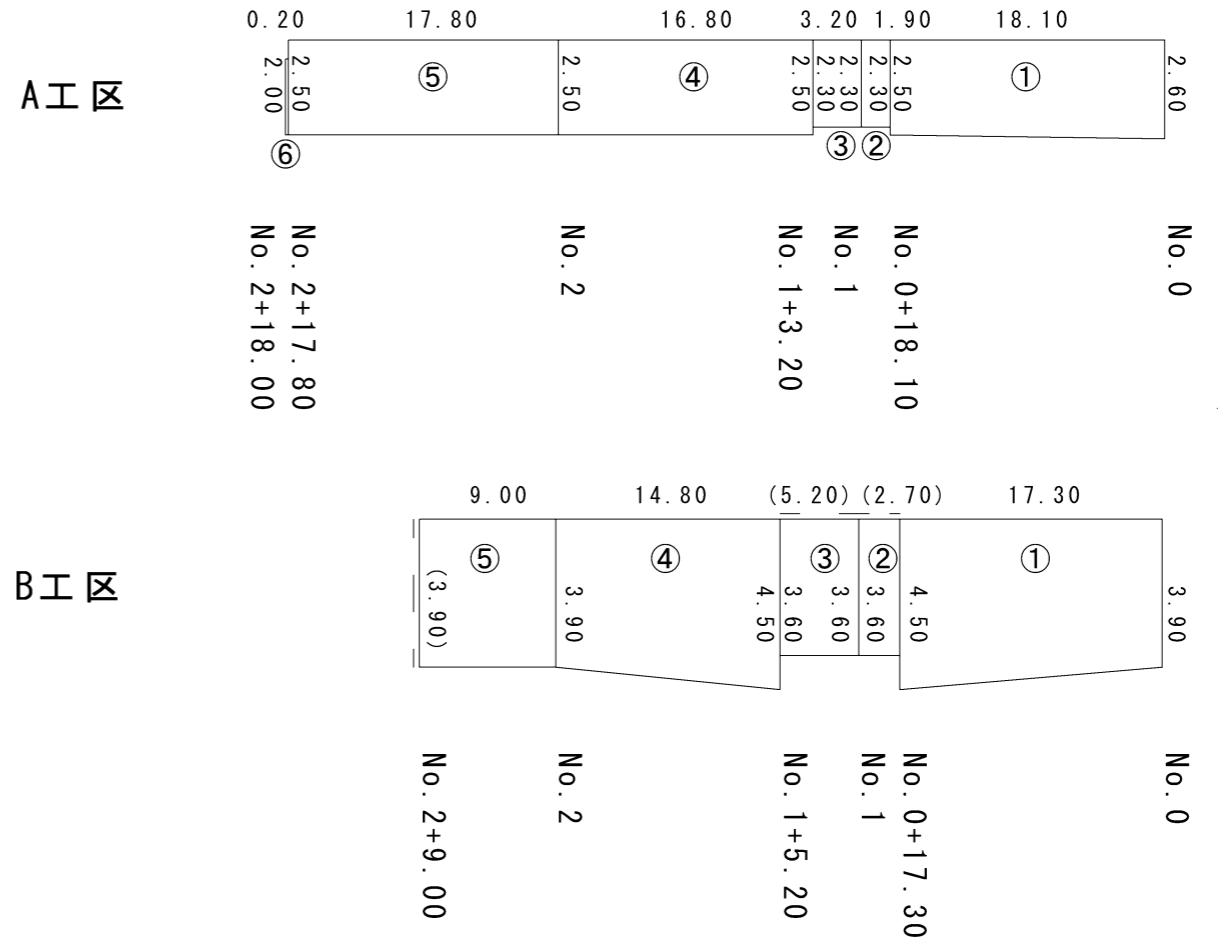 0.20 17.80 16.80 3.20 1.90 18.10
A工区
2.00 2.50 ⑤ 2.50 ④ 2.50 2.30 2.30 2.30 2.50 ① 2.60
⑥ ③ ②
No.2+18.00
No.2+17.80
No.2
No.1+3.20
No.1
No.0+18.10
No.0
9.00 14.80 (5.20) (2.70) 17.30
B工区
⑤ ④ ③ ② ①
(3.90) 3.90 4.50 3.60 3.60 3.60 4.50 3.90
No.2+9.00
No.2
No.1+5.20
No.1
No.0+17.30
No.0